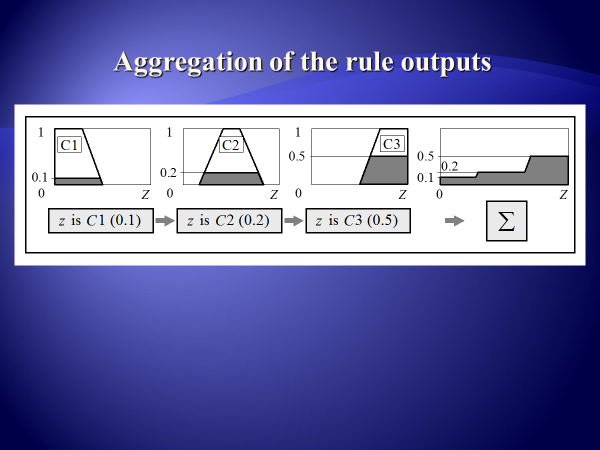 Aggregation of the rule outputs
1 C1 0.1 0 Z
1 C2 0.2 0 Z
1 C3 0.5 0 Z
0.5 0.2 0.1 0 Z
z is C1 (0.1)
z is C2 (0.2)
z is C3 (0.5)
Σ